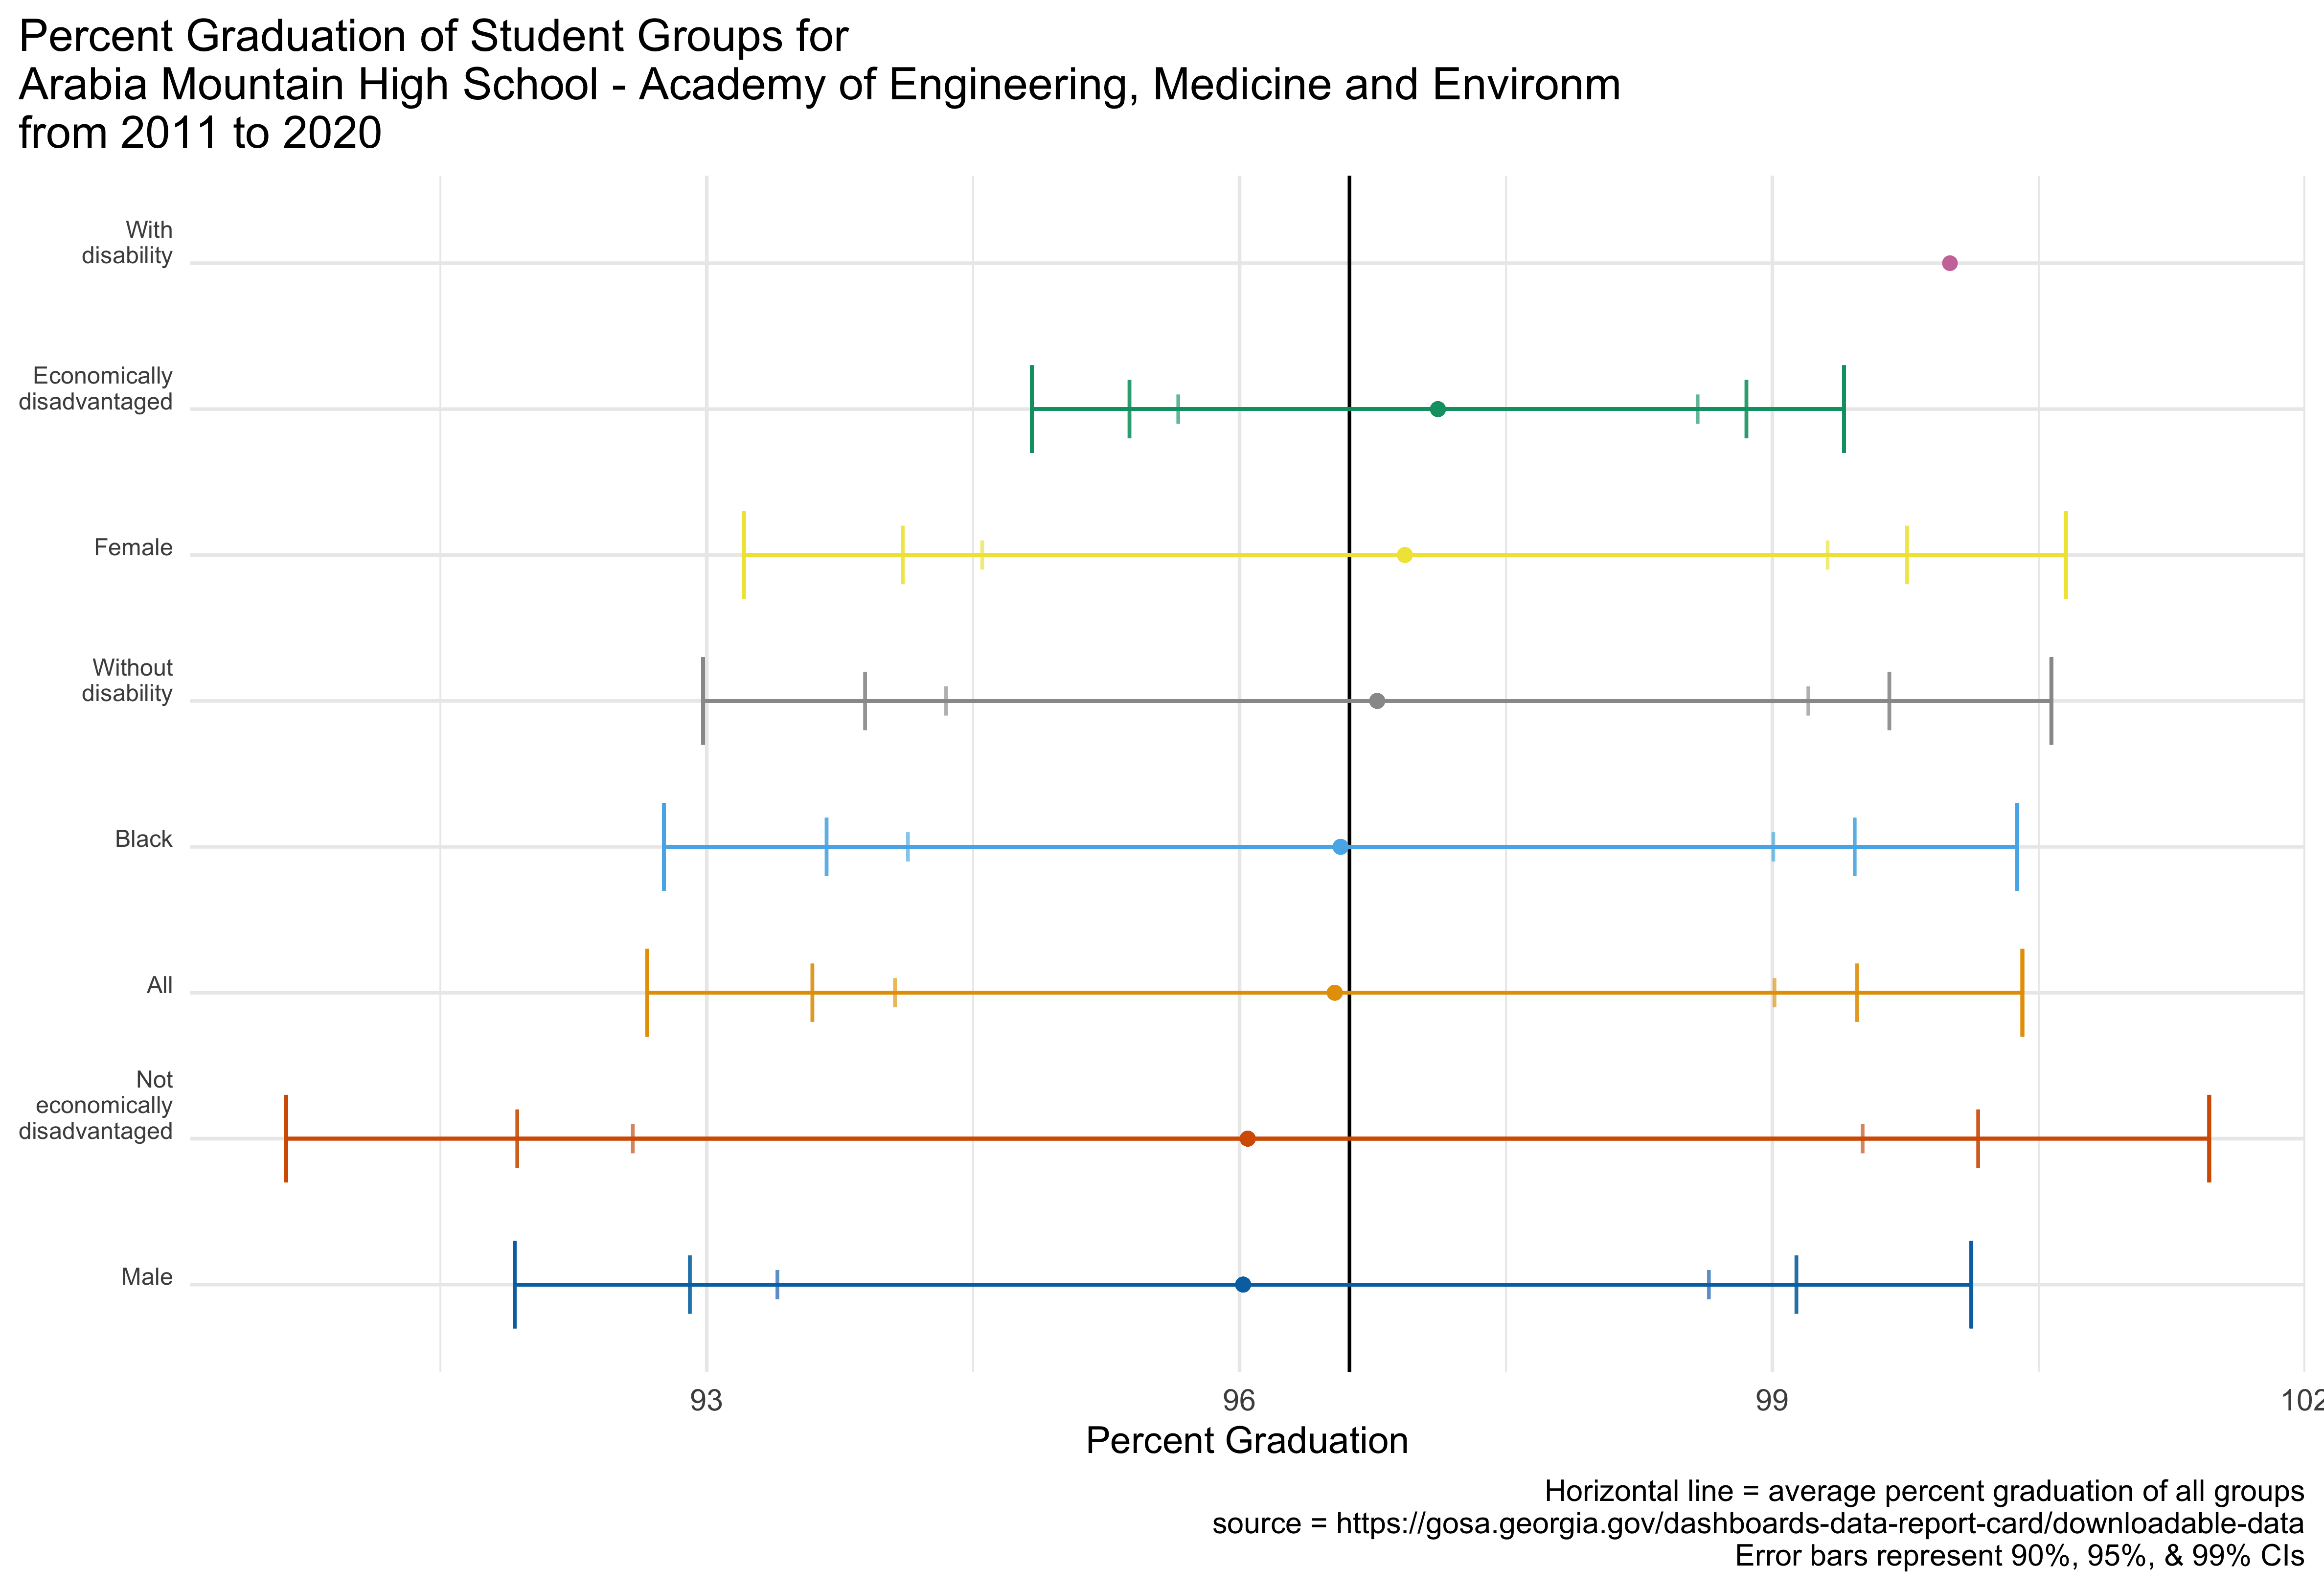 Percent Graduation of Student Groups for
Arabia Mountain High School - Academy of Engineering, Medicine and Environm
from 2011 to 2020
With
disability
Economically
disadvantaged
Female
Without
disability
Black
All
Not
economically
disadvantaged
Male
93 96 99 102
Percent Graduation
Horizontal line = average percent graduation of all groups
source = https://gosa.georgia.gov/dashboards-data-report-card/downloadable-data
Error bars represent 90%, 95%, & 99% CIs